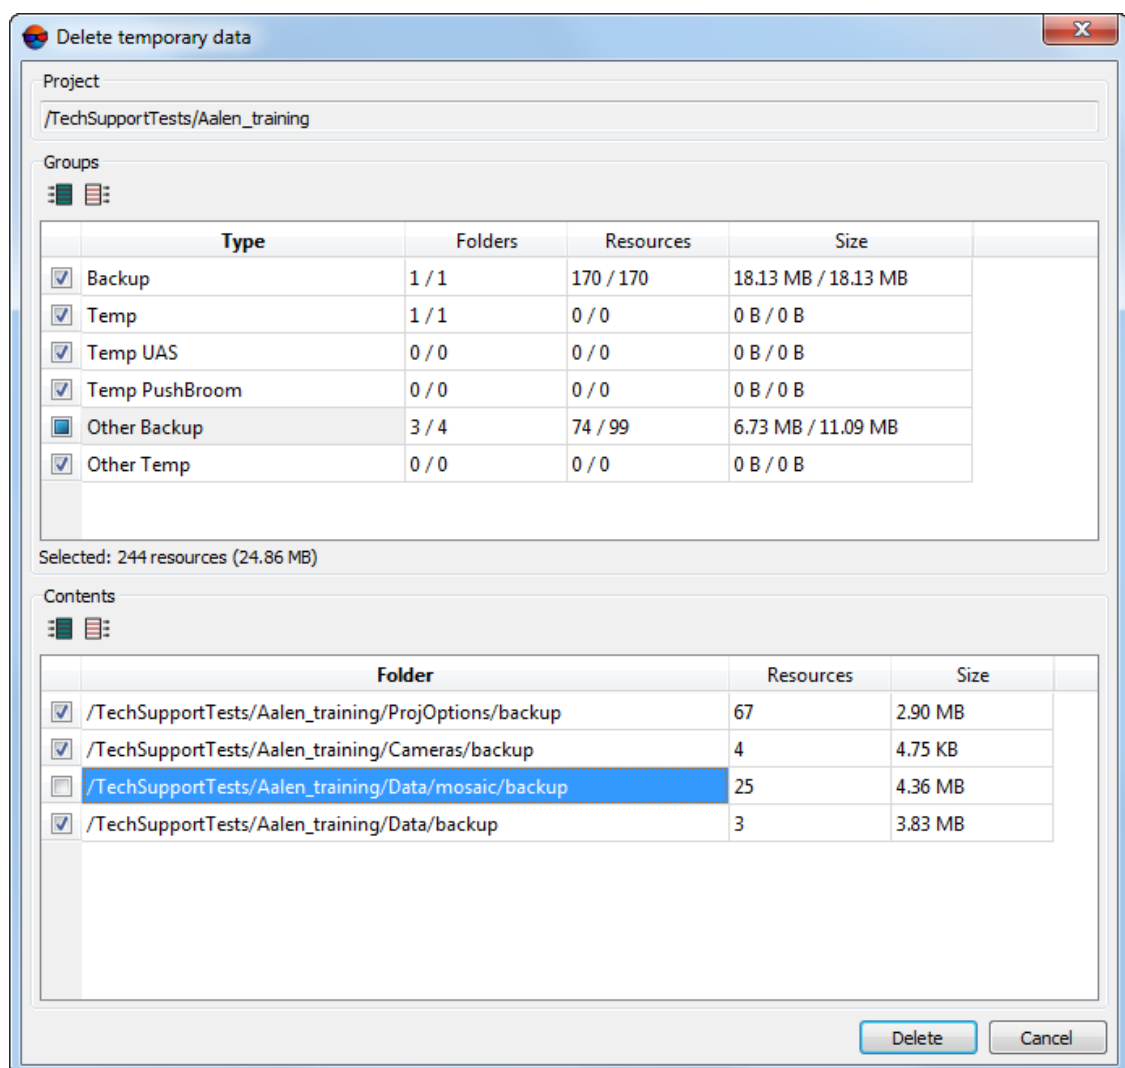 Delete temporary data
Project
/TechSupportTests/Aalen_training
Groups
Type Folders Resources Size
Backup 1 / 1 170 / 170 18.13 MB / 18.13 MB
Temp 1 / 1 0 / 0 0 B / 0 B
Temp UAS 0 / 0 0 / 0 0 B / 0 B
Temp PushBroom 0 / 0 0 / 0 0 B / 0 B
Other Backup 3 / 4 74 / 99 6.73 MB / 11.09 MB
Other Temp 0 / 0 0 / 0 0 B / 0 B
Selected: 244 resources (24.86 MB)
Contents
Folder Resources Size
/TechSupportTests/Aalen_training/ProjOptions/backup 67 2.90 MB
/TechSupportTests/Aalen_training/Cameras/backup 4 4.75 KB
/TechSupportTests/Aalen_training/Data/mosaic/backup 25 4.36 MB
/TechSupportTests/Aalen_training/Data/backup 3 3.83 MB
Delete Cancel